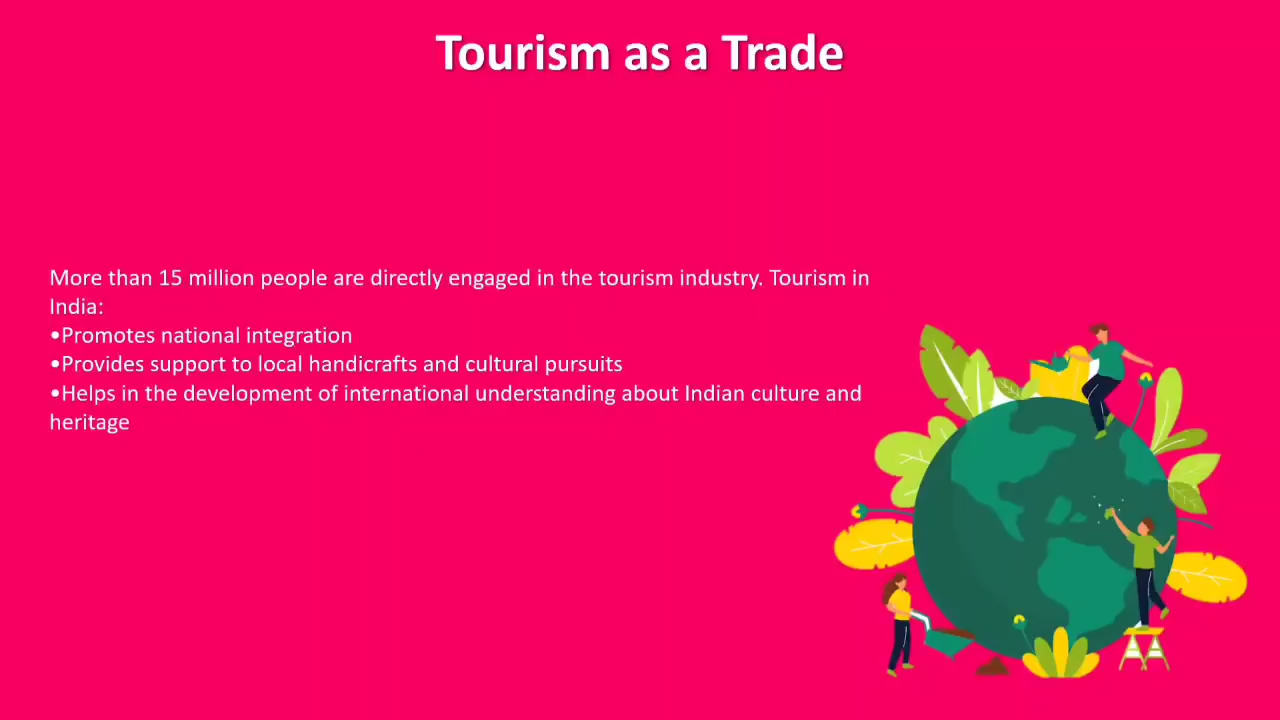 Tourism as a Trade
More than 15 million people are directly engaged in the tourism industry. Tourism in
India:
•Promotes national integration
•Provides support to local handicrafts and cultural pursuits
•Helps in the development of international understanding about Indian culture and
heritage